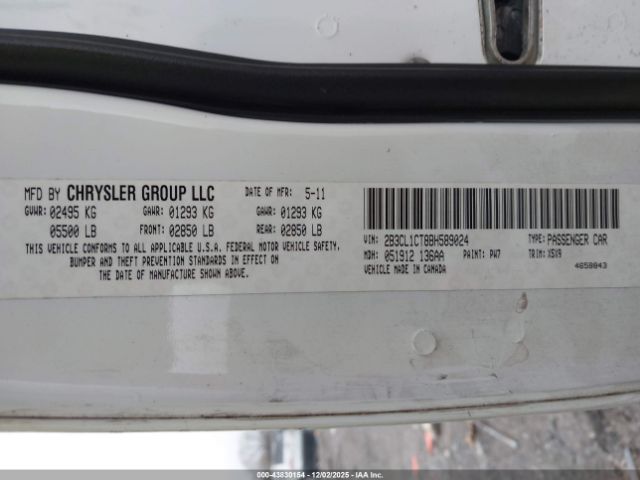 MFD BY CHRYSLER GROUP LLC DATE OF MFR: 5-11
GVWR: 02495 KG GAWR: 01293 KG GAWR: 01293 KG
05500 LB FRONT: 02850 LB REAR: 02850 LB
THIS VEHICLE CONFORMS TO ALL APPLICABLE U.S.A. FEDERAL MOTOR VEHICLE SAFETY,
BUMPER AND THEFT PREVENTION STANDARDS IN EFFECT ON
THE DATE OF MANUFACTURE SHOWN ABOVE.
VIN: 2B3CL1CT8BH589024 TYPE: PASSENGER CAR
MDH: 051912 136AA PAINT: PW7 TRIM: X5X9
VEHICLE MADE IN CANADA 4658843
000-43830154 - 12/02/2025 - IAAI INC.